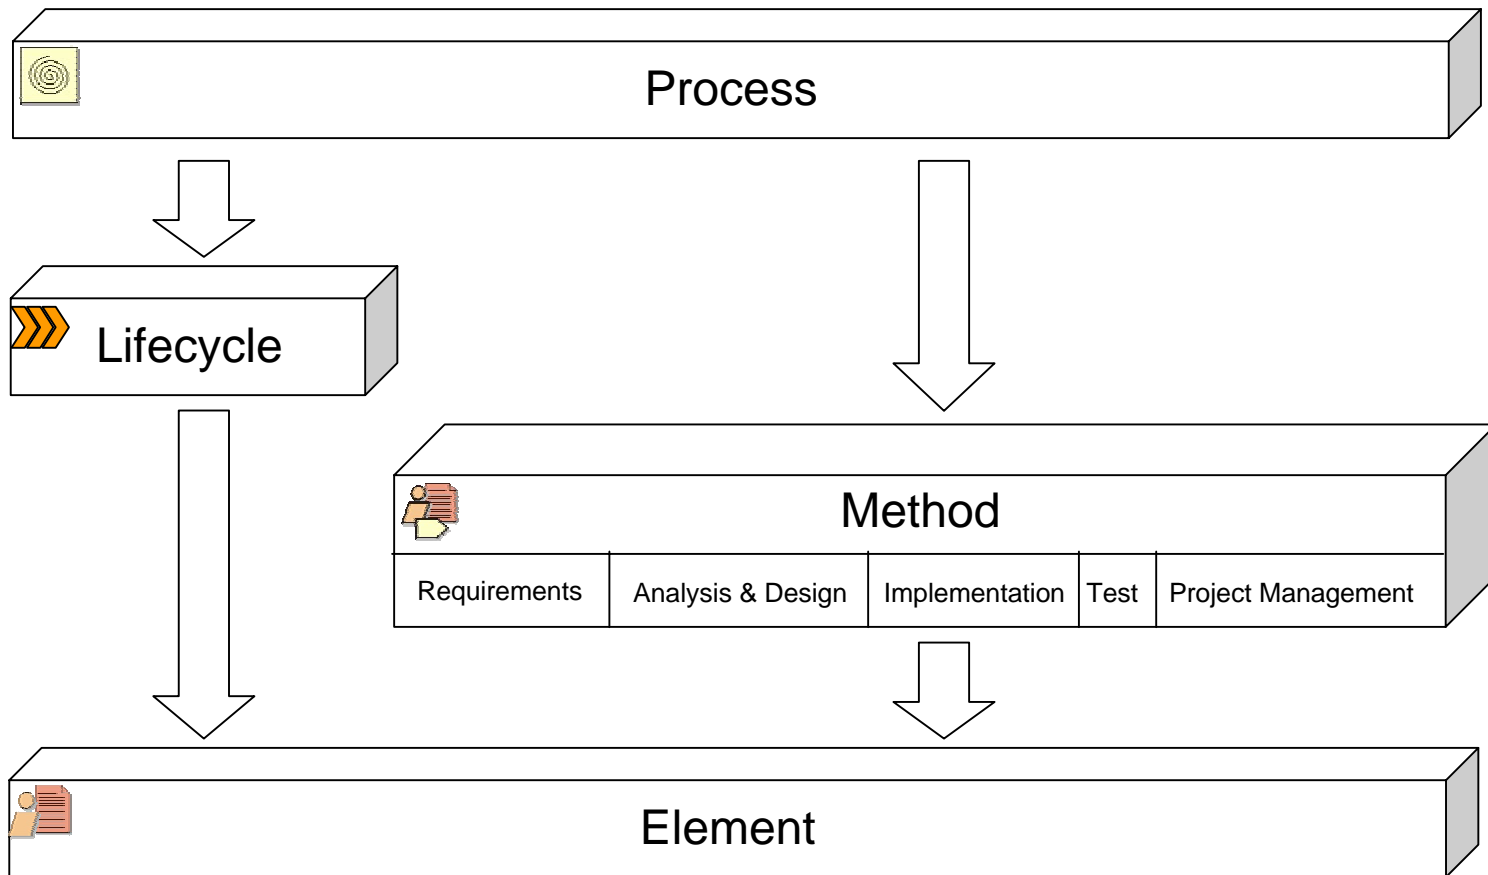 Process
Lifecycle
Method
Requirements
Analysis & Design
Implementation
Test
Project Management
Element